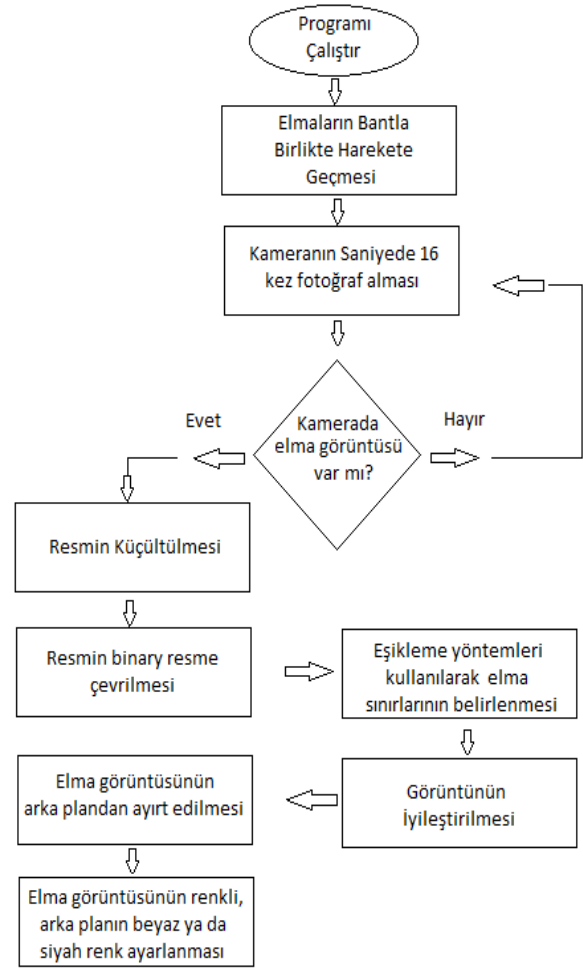 Programı
Çalıştır
Elmaların Bantla
Birlikte Harekete
Geçmesi
Kameranın Saniyede 16
kez fotoğraf alması
Kamerada
elma görüntüsü
var mı?
Evet
Hayır
Resmin Küçültülmesi
Resmin binary resme
çevrilmesi
Eşikleme yöntemleri
kullanılarak elma
sınırlarının belirlenmesi
Görüntünün
İyileştirilmesi
Elma görüntüsünün
arka plandan ayırt edilmesi
Elma görüntüsünün renkli,
arka planın beyaz ya da
siyah renk ayarlanması